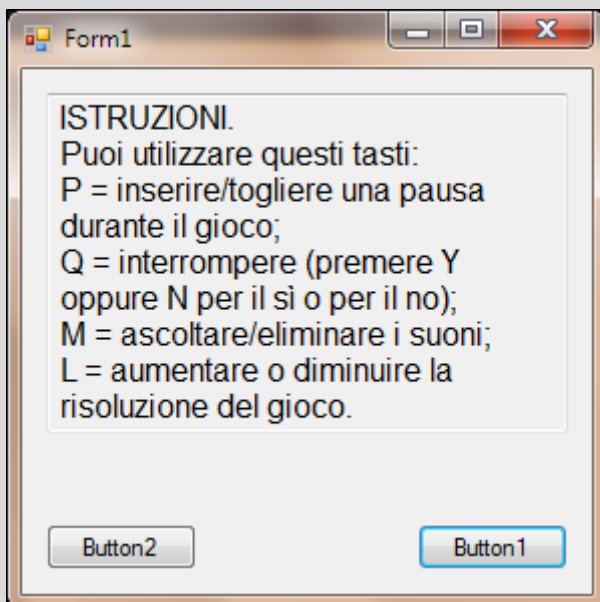 Form1
ISTRUZIONI.
Puoi utilizzare questi tasti:
P = inserire/togliere una pausa
durante il gioco;
Q = interrompere (premere Y
oppure N per il sì o per il no);
M = ascoltare/eliminare i suoni;
L = aumentare o diminuire la
risoluzione del gioco.
Button2 Button1